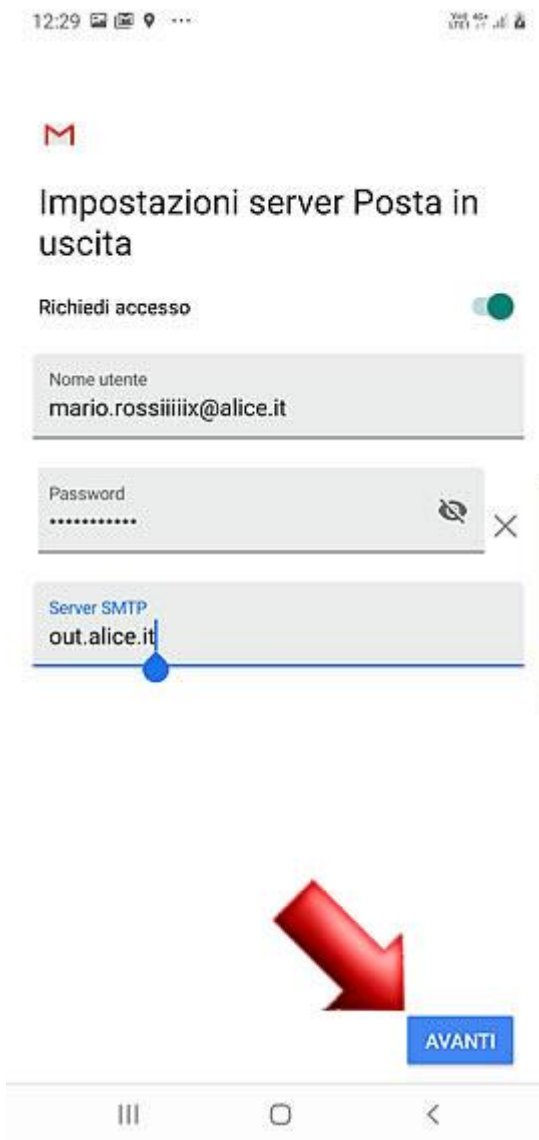 12:29
Impostazioni server Posta in
uscita
Richiedi accesso
Nome utente
mario.rossiiiiix@alice.it
Password
•••••••••••
Server SMTP
out.alice.it
AVANTI